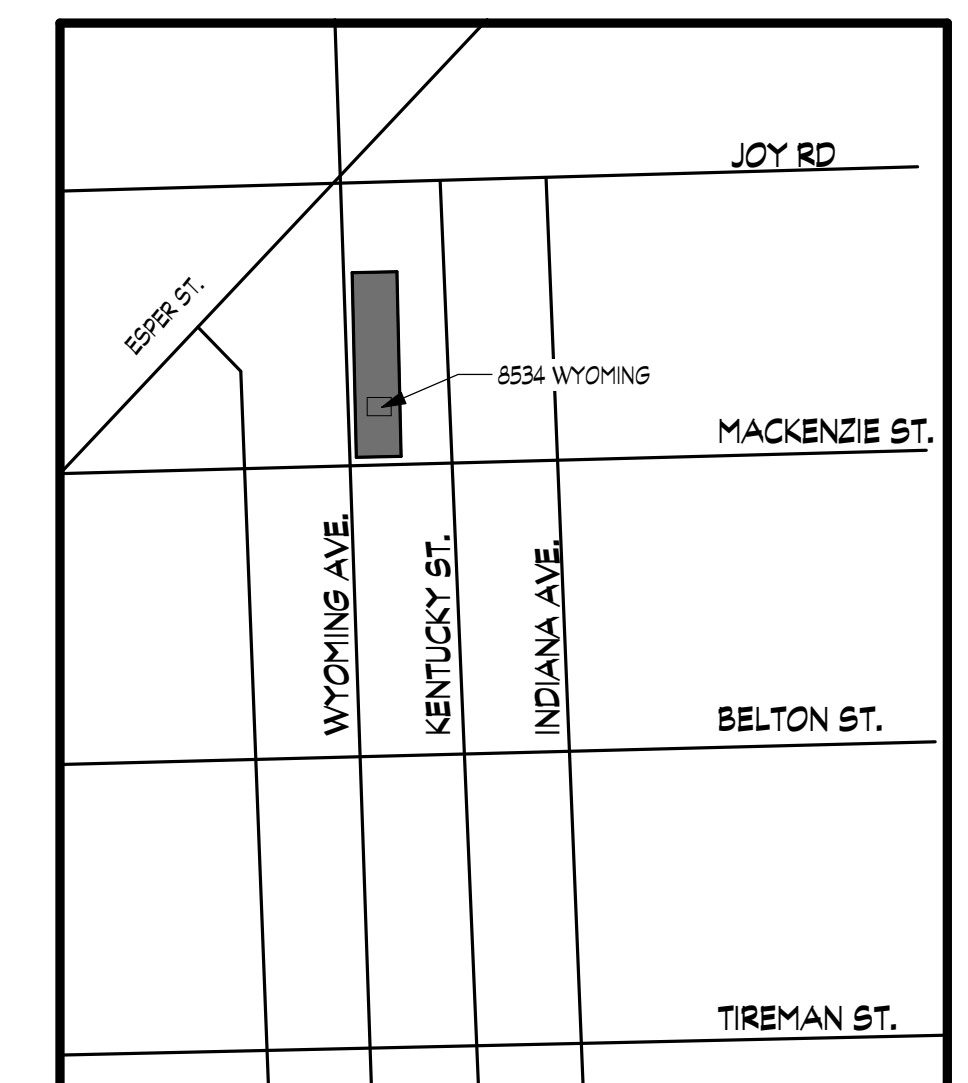 JOY RD
ESPER ST.
8534 WYOMING
MACKENZIE ST.
WYOMING AVE.
KENTUCKY ST.
INDIANA AVE.
BELTON ST.
TIREMAN ST.